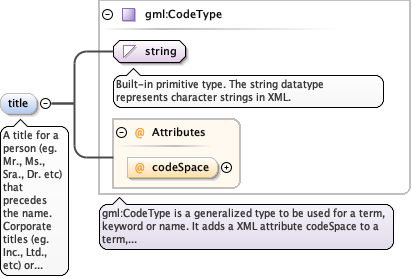 gml:CodeType
string
Built-in primitive type. The string datatype
represents character strings in XML.
title
A title for a
person (eg.
Mr., Ms.,
Sra., Dr. etc)
that
precedes
the name.
Corporate
titles (eg.
Inc., Ltd.,
etc) or...
@ Attributes
@ codeSpace
gml:CodeType is a generalized type to be used for a term,
keyword or name. It adds a XML attribute codeSpace to a
term,...